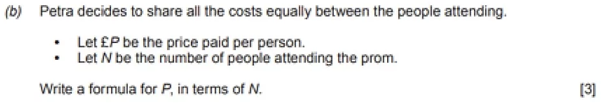 (b) Petra decides to share all the costs equally between the people attending.
• Let £P be the price paid per person.
• Let N be the number of people attending the prom.
Write a formula for P, in terms of N. [3]